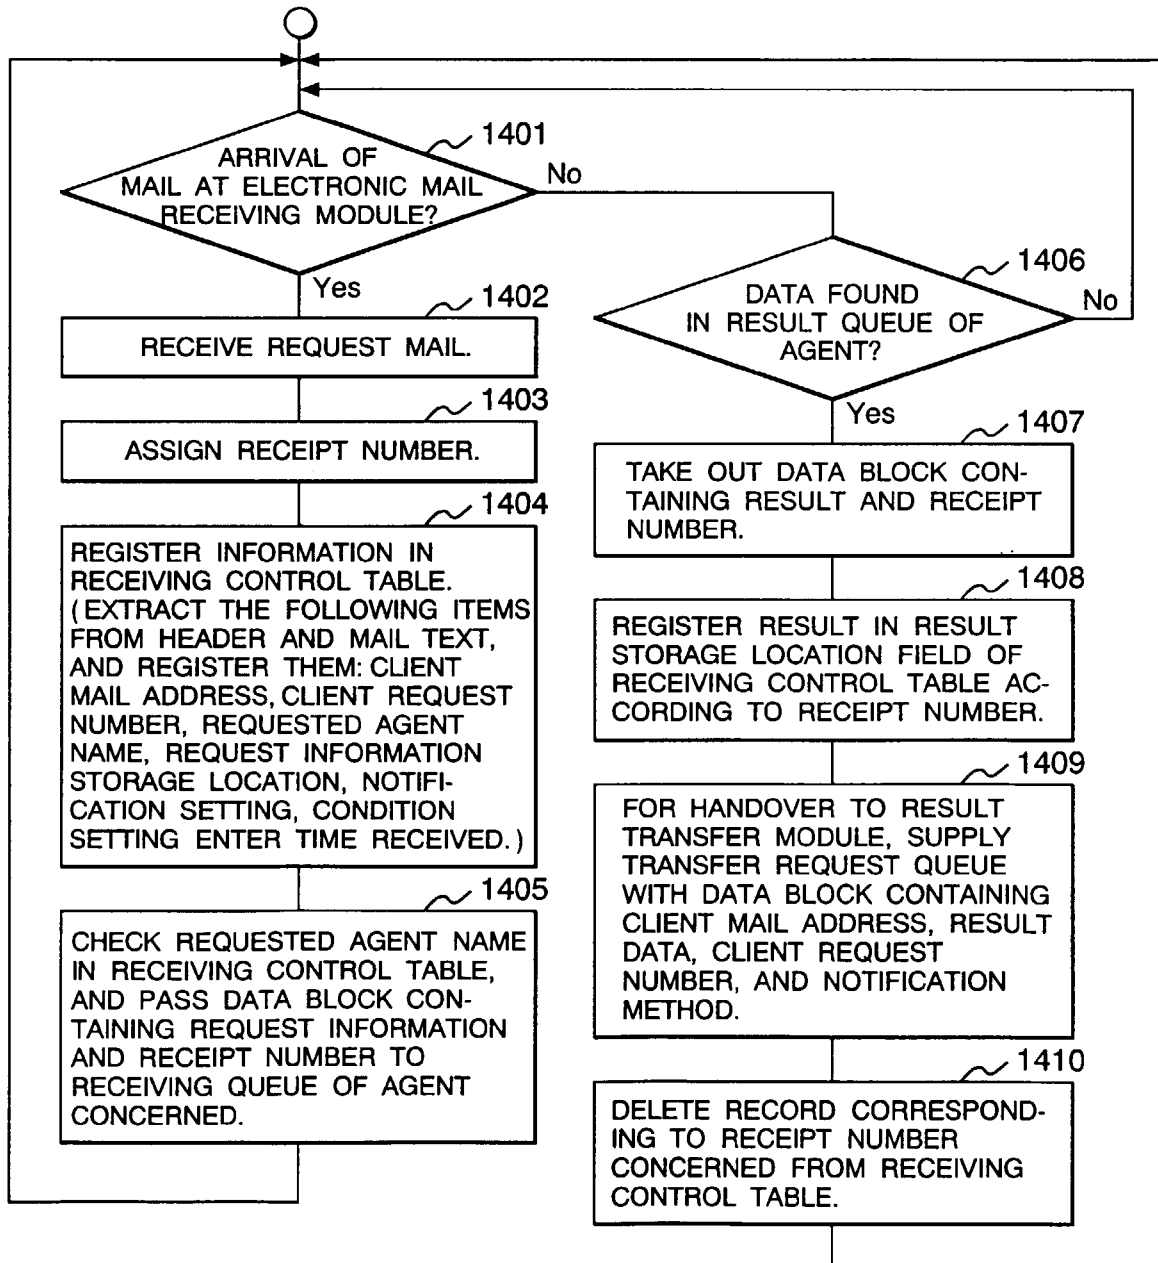 1401
ARRIVAL OF
MAIL AT ELECTRONIC MAIL
RECEIVING MODULE?
No
Yes
1402
RECEIVE REQUEST MAIL.
1403
ASSIGN RECEIPT NUMBER.
1404
REGISTER INFORMATION IN
RECEIVING CONTROL TABLE.
(EXTRACT THE FOLLOWING ITEMS
FROM HEADER AND MAIL TEXT,
AND REGISTER THEM: CLIENT
MAIL ADDRESS, CLIENT REQUEST
NUMBER, REQUESTED AGENT
NAME, REQUEST INFORMATION
STORAGE LOCATION, NOTIFI-
CATION SETTING, CONDITION
SETTING ENTER TIME RECEIVED.)
1405
CHECK REQUESTED AGENT NAME
IN RECEIVING CONTROL TABLE,
AND PASS DATA BLOCK CON-
TAINING REQUEST INFORMATION
AND RECEIPT NUMBER TO
RECEIVING QUEUE OF AGENT
CONCERNED.
1406
DATA FOUND
IN RESULT QUEUE OF
AGENT?
No
Yes
1407
TAKE OUT DATA BLOCK CON-
TAINING RESULT AND RECEIPT
NUMBER.
1408
REGISTER RESULT IN RESULT
STORAGE LOCATION FIELD OF
RECEIVING CONTROL TABLE AC-
CORDING TO RECEIPT NUMBER.
1409
FOR HANDOVER TO RESULT
TRANSFER MODULE, SUPPLY
TRANSFER REQUEST QUEUE
WITH DATA BLOCK CONTAINING
CLIENT MAIL ADDRESS, RESULT
DATA, CLIENT REQUEST
NUMBER, AND NOTIFICATION
METHOD.
1410
DELETE RECORD CORRESPOND-
ING TO RECEIPT NUMBER
CONCERNED FROM RECEIVING
CONTROL TABLE.